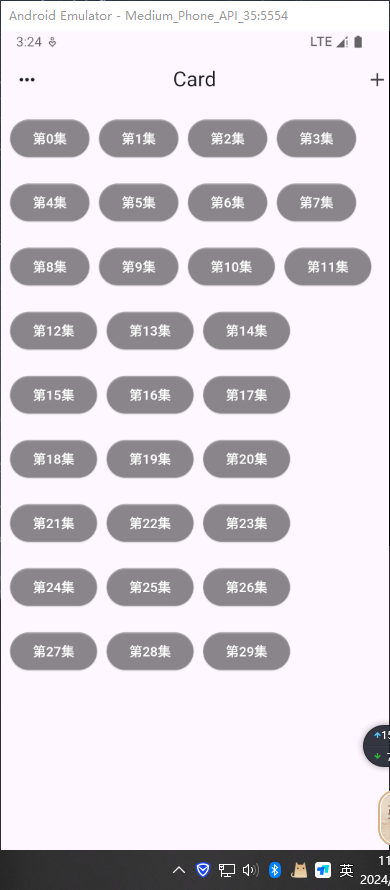 Android Emulator - Medium_Phone_API_35:5554
3:24 LTE
Card
第0集 第1集 第2集 第3集
第4集 第5集 第6集 第7集
第8集 第9集 第10集 第11集
第12集 第13集 第14集
第15集 第16集 第17集
第18集 第19集 第20集
第21集 第22集 第23集
第24集 第25集 第26集
第27集 第28集 第29集
英
2024